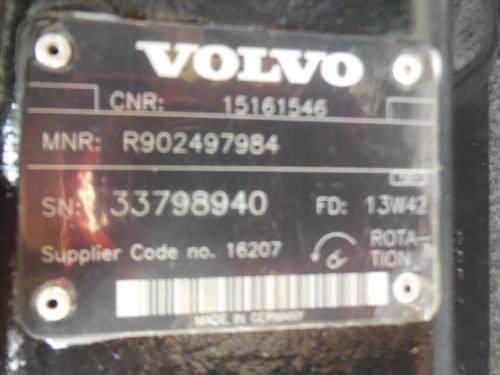 VOLVO
CNR: 15161546
MNR: R902497984
SN: 33798940 FD: 13W42
Supplier Code no. 16207 ROTA-
TION
MADE IN GERMANY